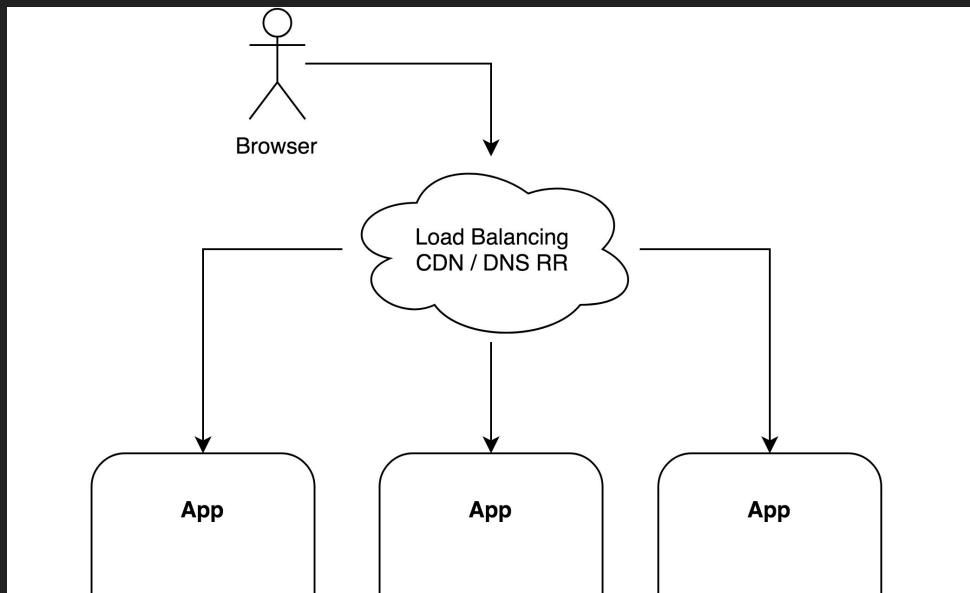 Browser
Load Balancing
CDN / DNS RR
App
App
App